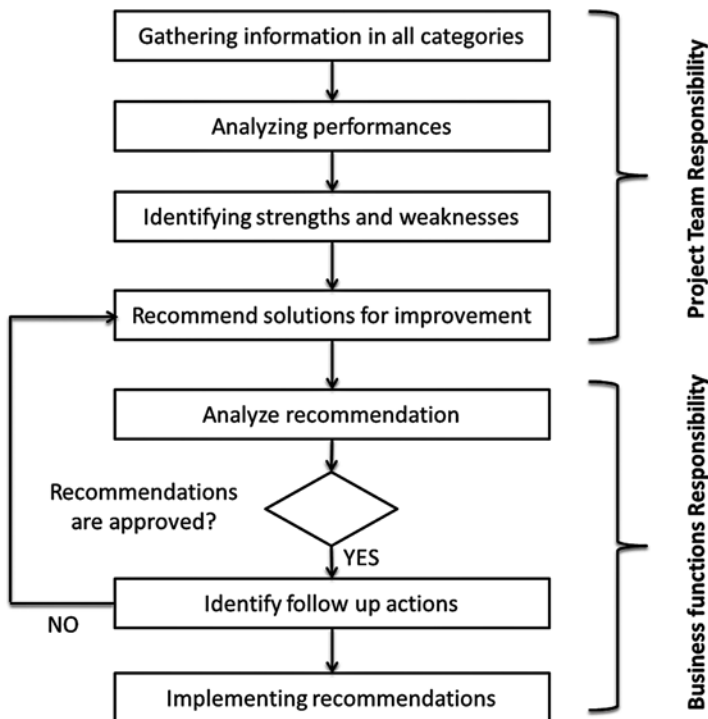 Gathering information in all categories
Analyzing performances
Identifying strengths and weaknesses
Recommend solutions for improvement
Project Team Responsibility
Analyze recommendation
Recommendations
are approved?
YES
Identify follow up actions
NO
Implementing recommendations
Business functions Responsibility